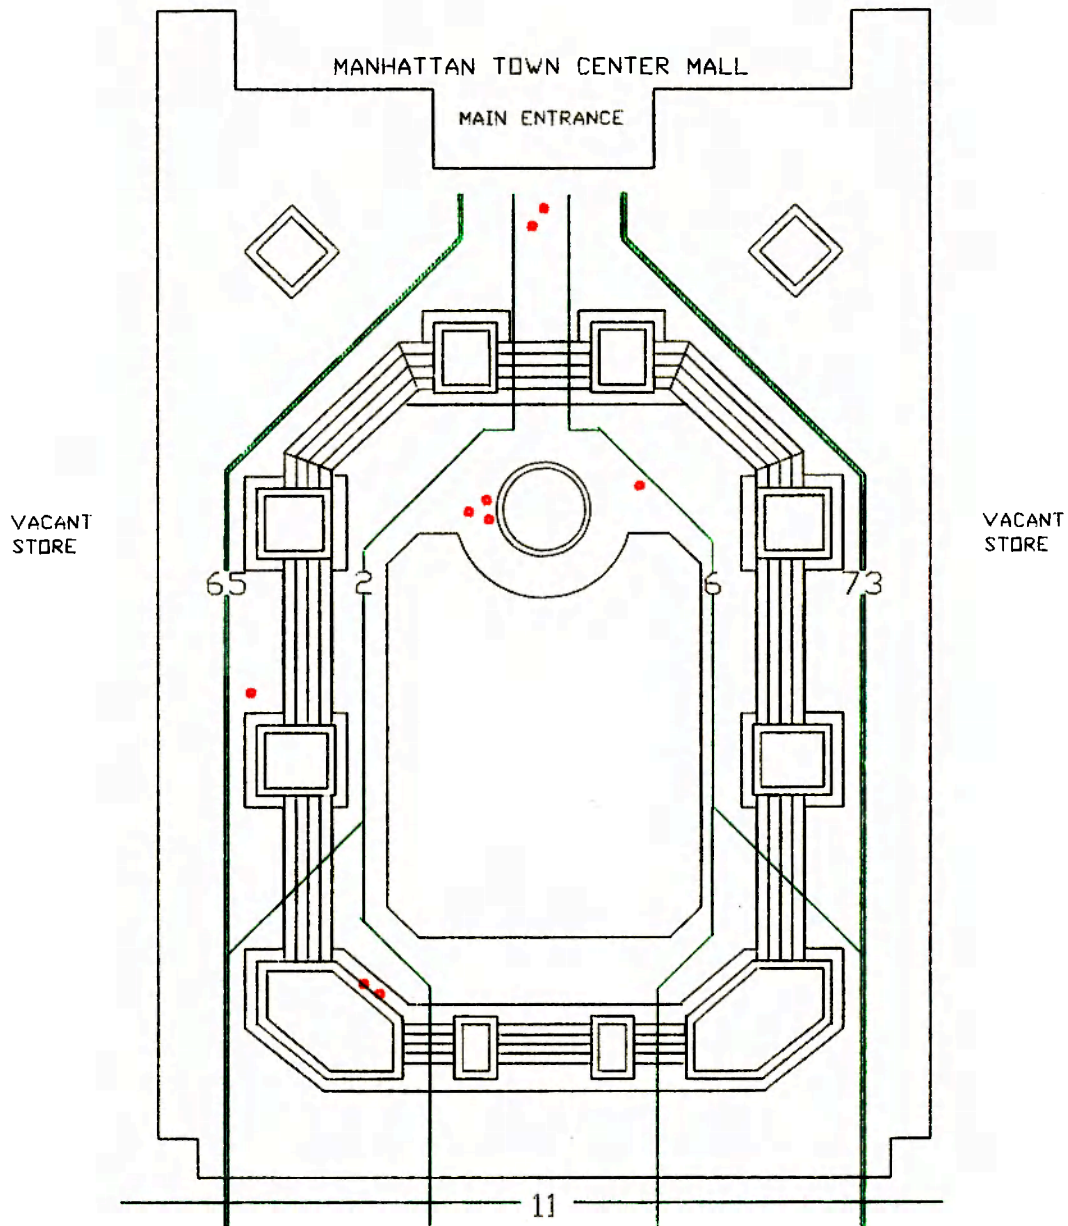 MANHATTAN TOWN CENTER MALL
MAIN ENTRANCE
VACANT
STORE
VACANT
STORE
65 2 6 73
11